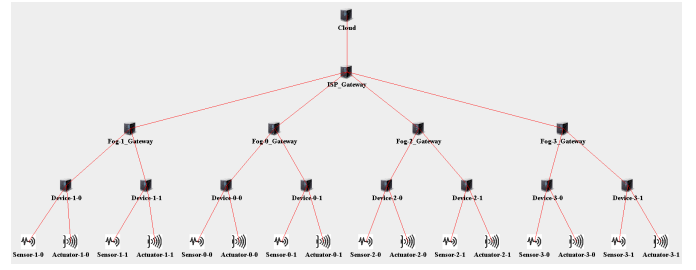 Cloud
ISP_Gateway
Fog-1_Gateway Fog-0_Gateway Fog-2_Gateway Fog-3_Gateway
Device-1-0 Device-1-1 Device-0-0 Device-0-1 Device-2-0 Device-2-1 Device-3-0 Device-3-1
Sensor-1-0 Actuator-1-0 Sensor-1-1 Actuator-1-1 Sensor-0-0 Actuator-0-0 Sensor-0-1 Actuator-0-1 Sensor-2-0 Actuator-2-0 Sensor-2-1 Actuator-2-1 Sensor-3-0 Actuator-3-0 Sensor-3-1 Actuator-3-1